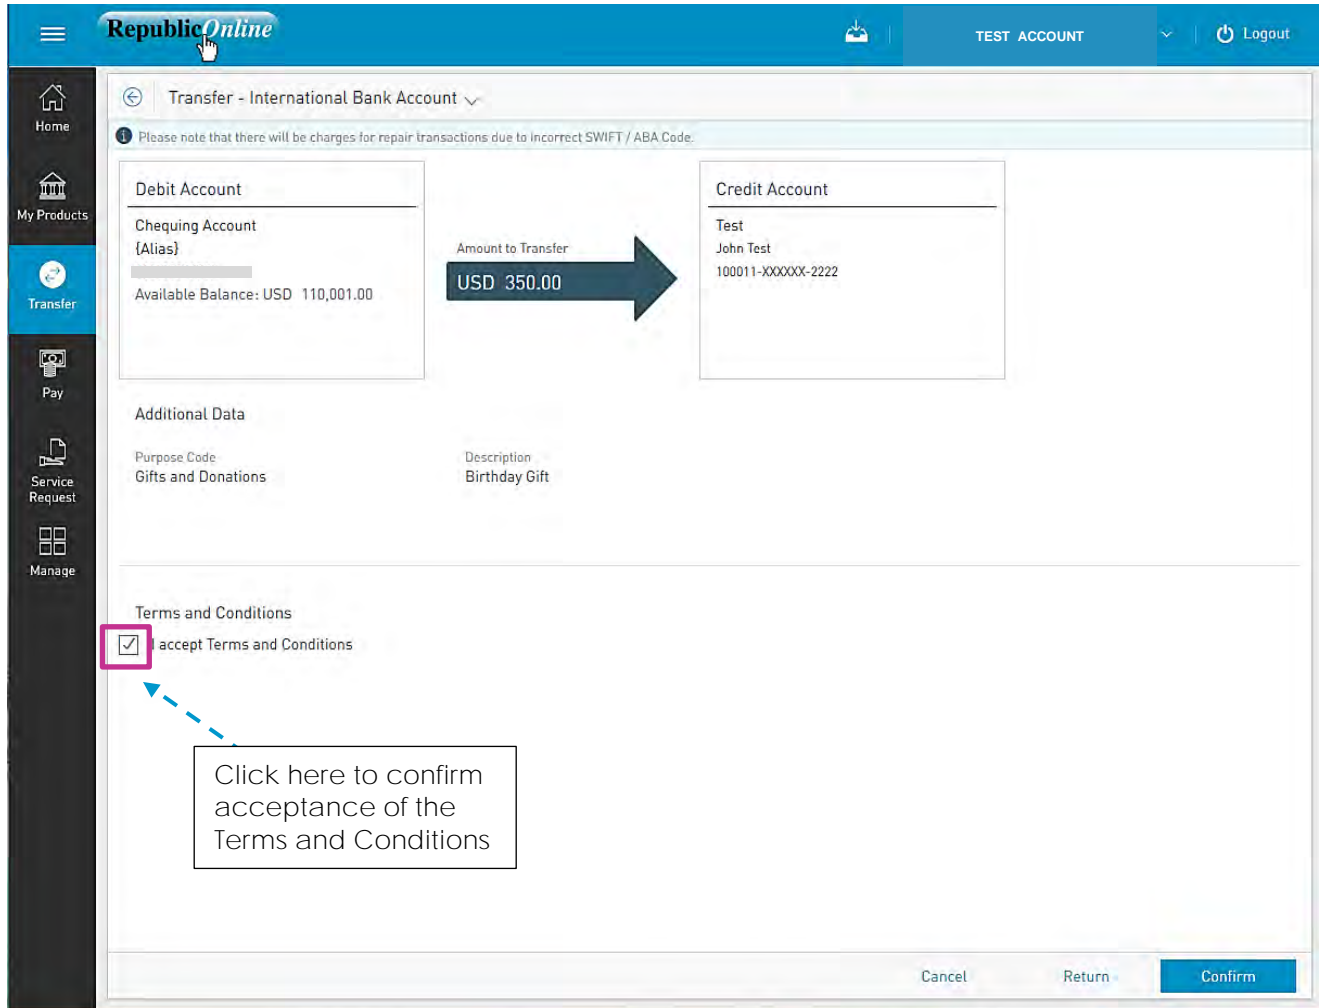 RepublicOnline
TEST ACCOUNT
Logout
Home
My Products
Transfer
Pay
Service
Request
Manage
Transfer - International Bank Account
Please note that there will be charges for repair transactions due to incorrect SWIFT / ABA Code.
Debit Account
Chequing Account
{Alias}
Available Balance: USD 110,001.00
Amount to Transfer
USD 350.00
Credit Account
Test
John Test
100011-XXXXXX-2222
Additional Data
Purpose Code
Gifts and Donations
Description
Birthday Gift
Terms and Conditions
I accept Terms and Conditions
Click here to confirm
acceptance of the
Terms and Conditions
Cancel
Return
Confirm